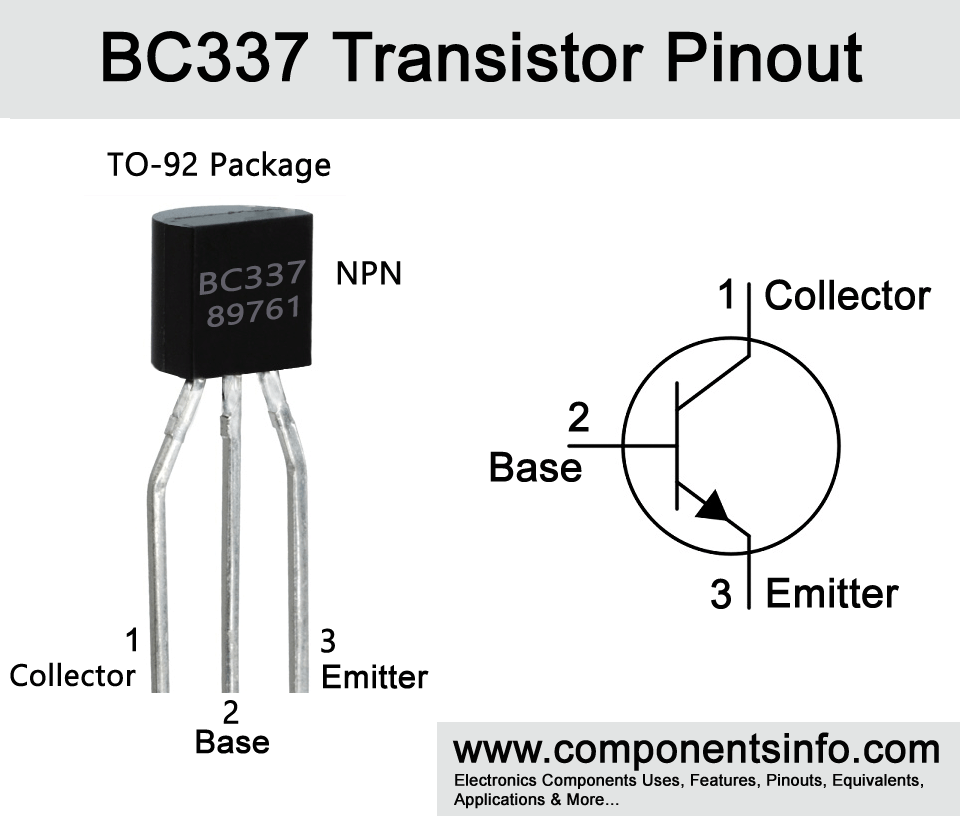 BC337 Transistor Pinout
TO-92 Package
BC337
89761
NPN
1
Collector
2
Base
3
Emitter
1 Collector
2
Base
3 Emitter
www.componentsinfo.com
Electronics Components Uses, Features, Pinouts, Equivalents,
Applications & More...